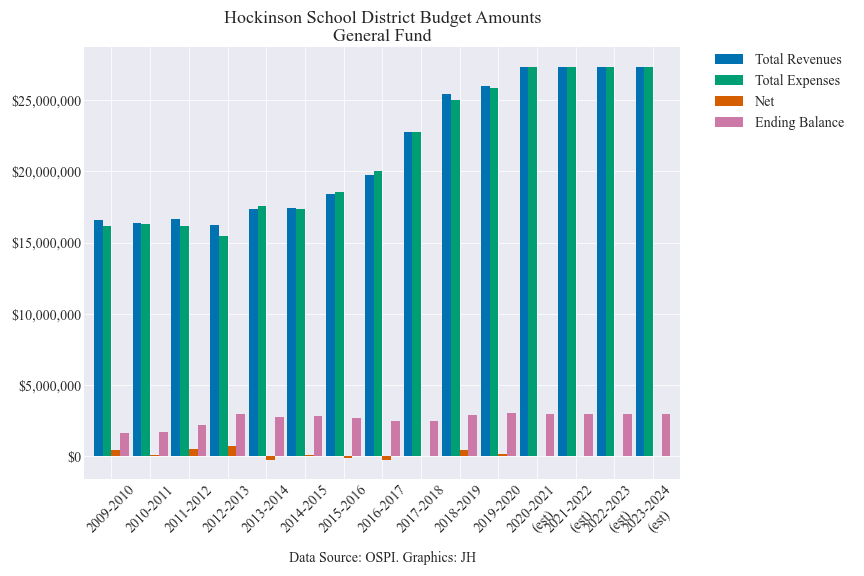 Hockinson School District Budget Amounts
General Fund
Total Revenues
Total Expenses
Net
Ending Balance
$25,000,000
$20,000,000
$15,000,000
$10,000,000
$5,000,000
$0
2009-2010
2010-2011
2011-2012
2012-2013
2013-2014
2014-2015
2015-2016
2016-2017
2017-2018
2018-2019
2019-2020
2020-2021
(est)
2021-2022
(est)
2022-2023
(est)
2023-2024
(est)
Data Source: OSPI. Graphics: JH